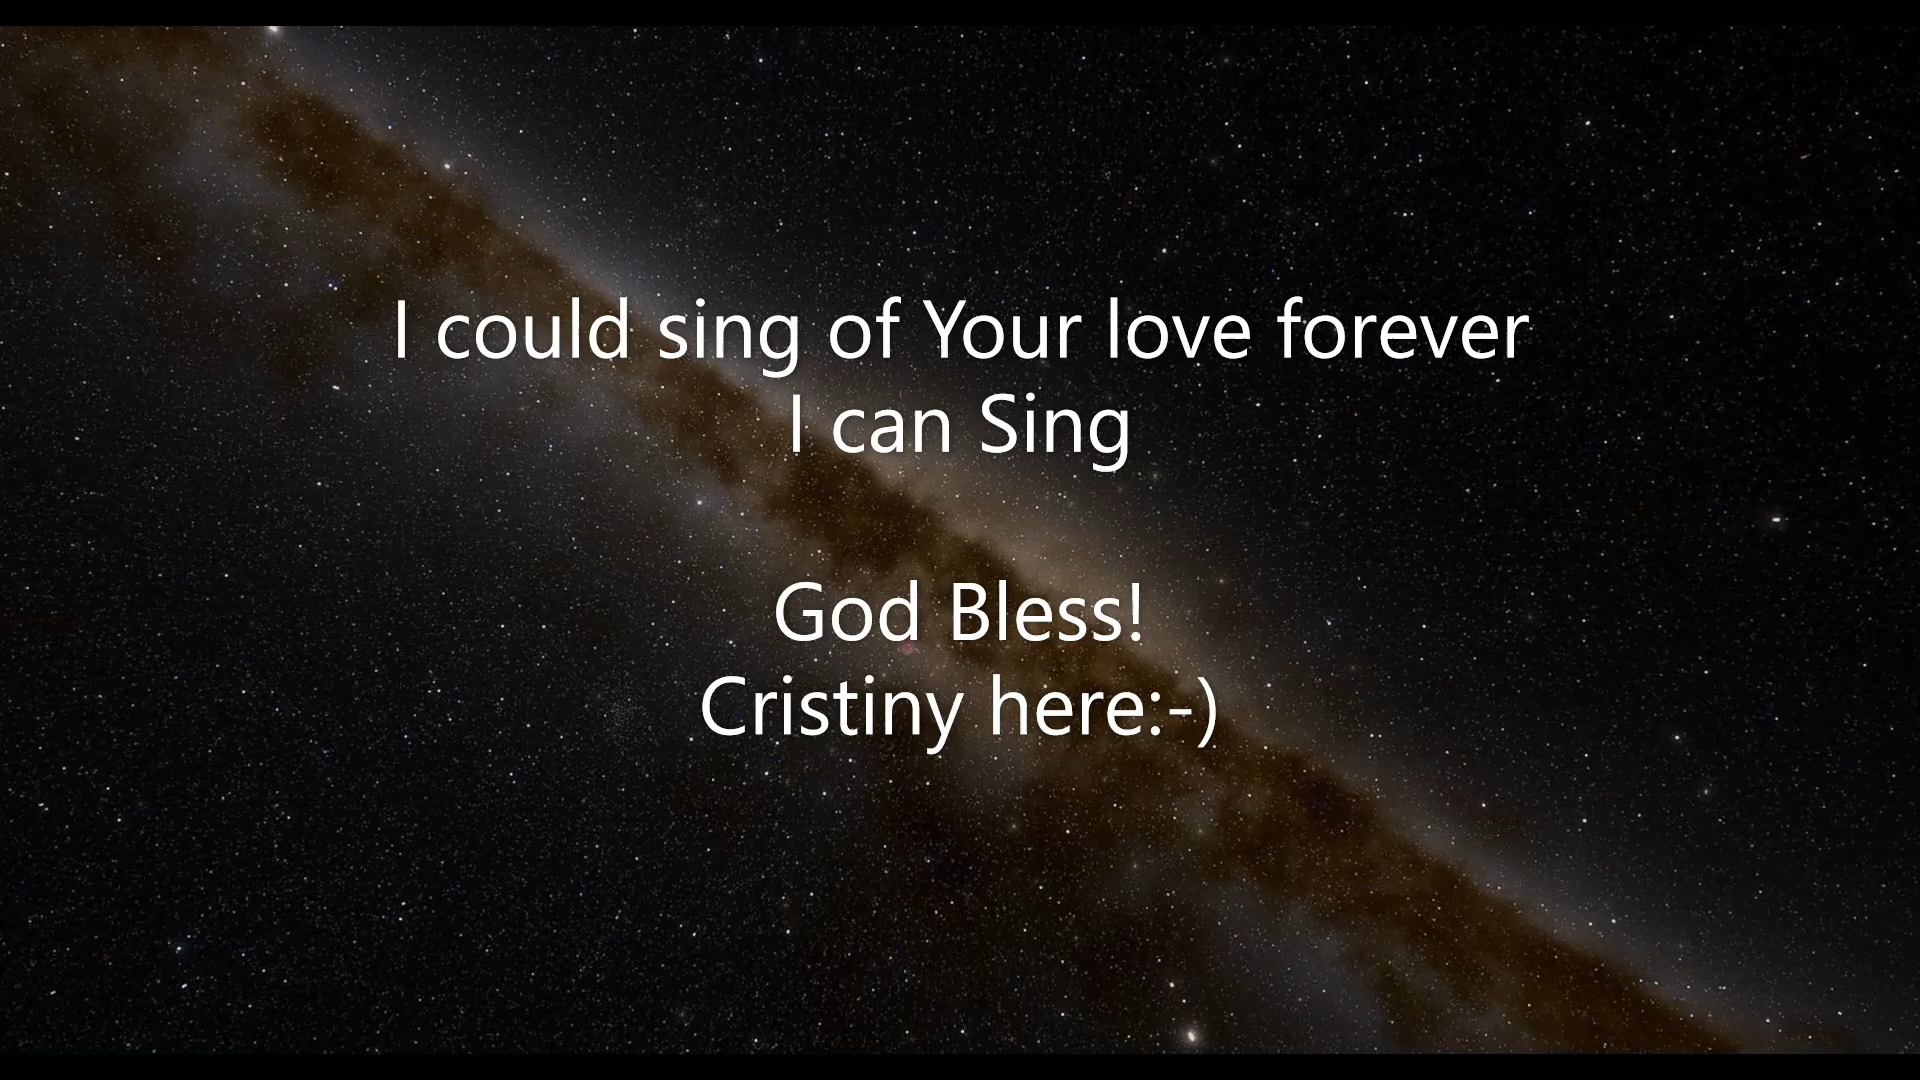 I could sing of Your love forever
I can Sing
God Bless!
Cristiny here:-)